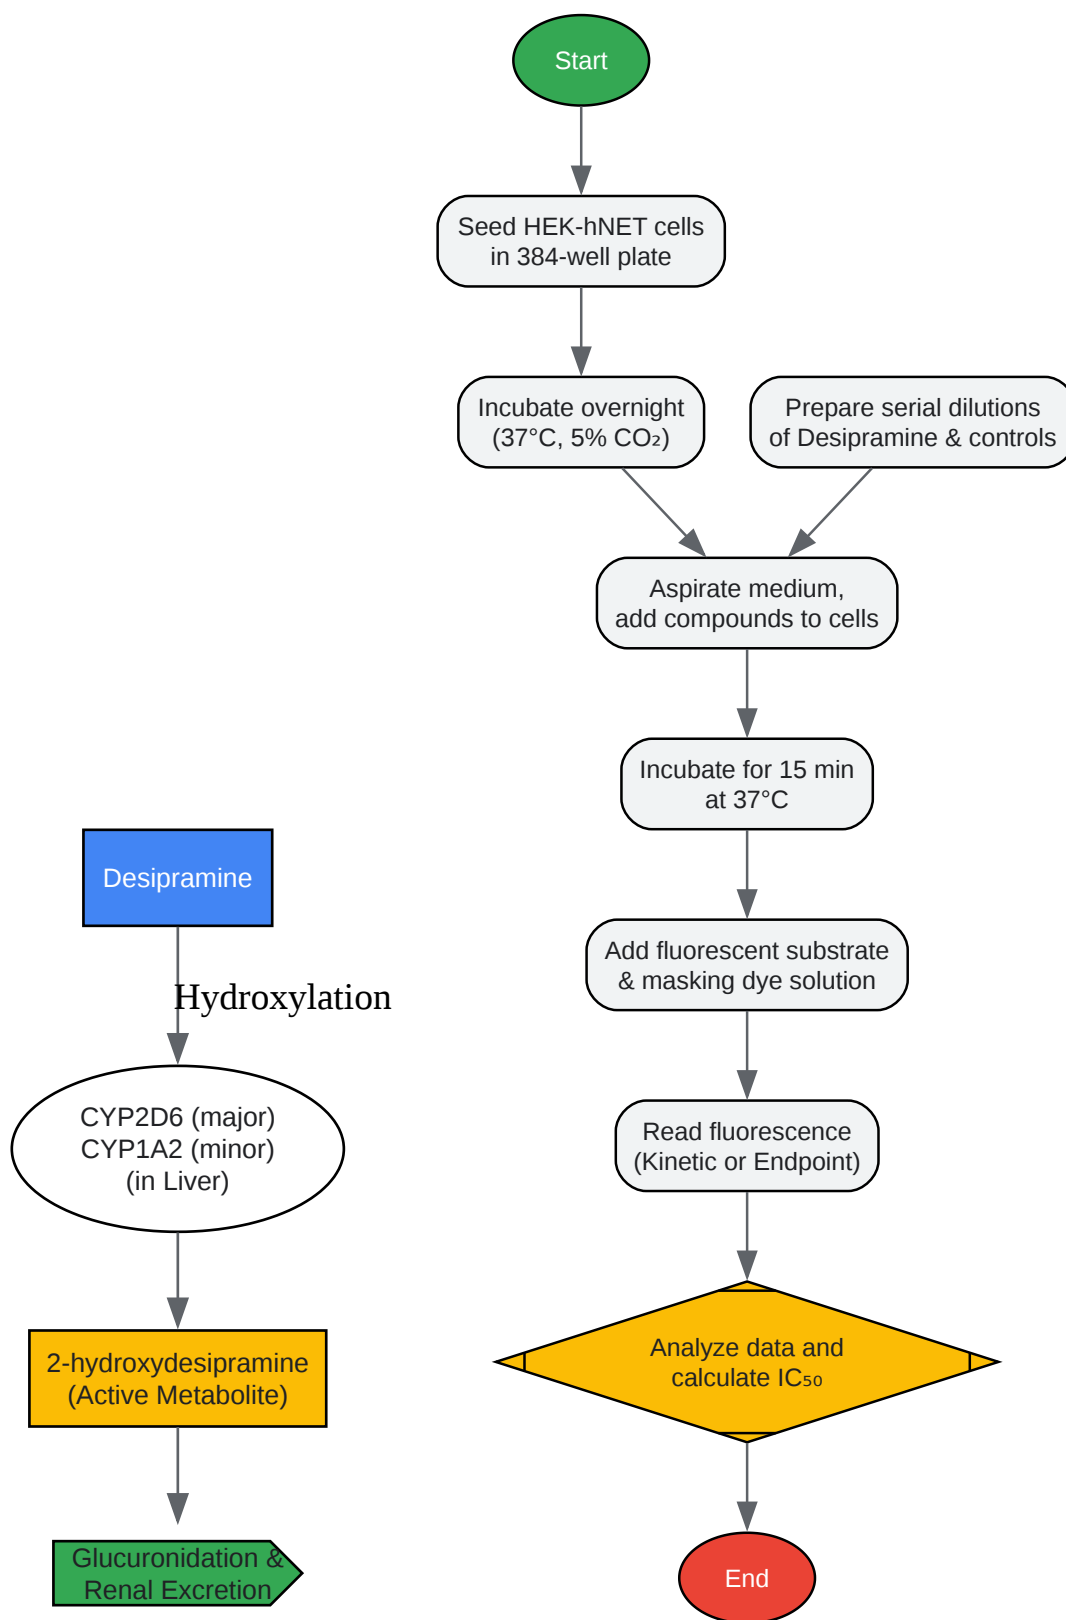 Start
Seed HEK-hNET cells
in 384-well plate
Incubate overnight
(37°C, 5% CO₂)
Prepare serial dilutions
of Desipramine & controls
Aspirate medium,
add compounds to cells
Incubate for 15 min
at 37°C
Add fluorescent substrate
& masking dye solution
Read fluorescence
(Kinetic or Endpoint)
Analyze data and
calculate IC₅₀
End
Desipramine
Hydroxylation
CYP2D6 (major)
CYP1A2 (minor)
(in Liver)
2-hydroxydesipramine
(Active Metabolite)
Glucuronidation &
Renal Excretion